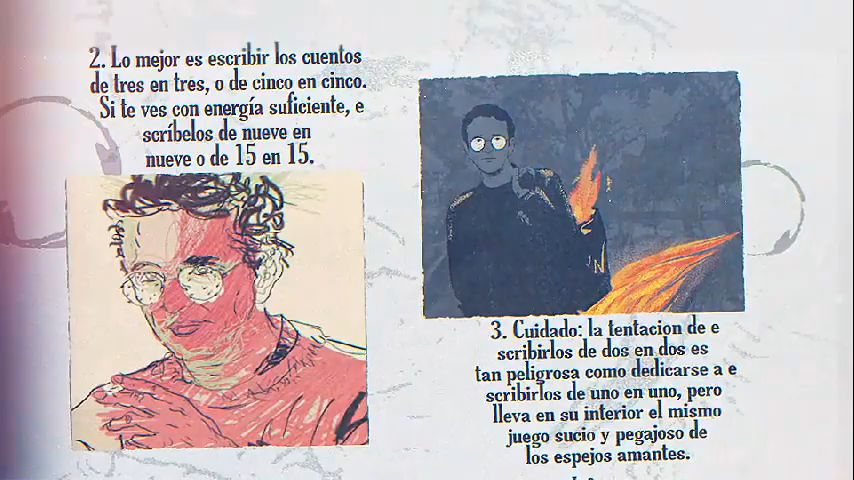 2. Lo mejor es escribir los cuentos
de tres en tres, o de cinco en cinco.
Si te ves con energía suficiente, e
scríbelos de nueve en
nueve o de 15 en 15.
3. Cuidado: la tentacion de e
scribirlos de dos en dos es
tan peligrosa como dedicarse a e
scribirlos de uno en uno, pero
lleva en su interior el mismo
juego sucio y pegajoso de
los espejos amantes.